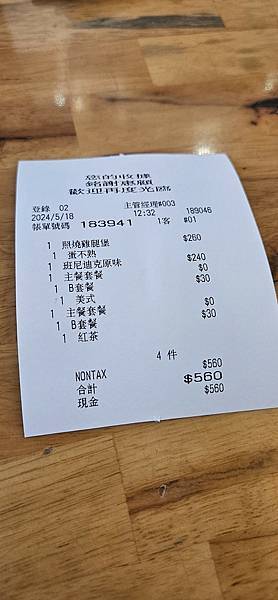 您的收據
銘謝惠顧
歡迎再度光臨
登錄 02 主管經理#003 189046
2024/5/18 12:32
帳單號碼 183941 1客 #01
1 照燒雞腿堡 $260
1 蛋不熟
1 班尼迪克原味 $240
1 主餐套餐 $0
1 B套餐 $30
1 美式
1 主餐套餐 $0
1 B套餐 $30
1 紅茶
4 件
NONTAX $560
合計 $560
現金 $560